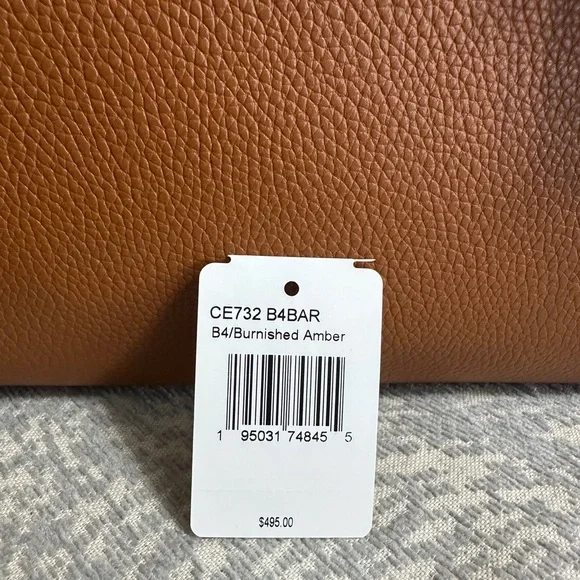 CE732 B4BAR
B4/Burnished Amber
1 95031 74845 5
$495.00